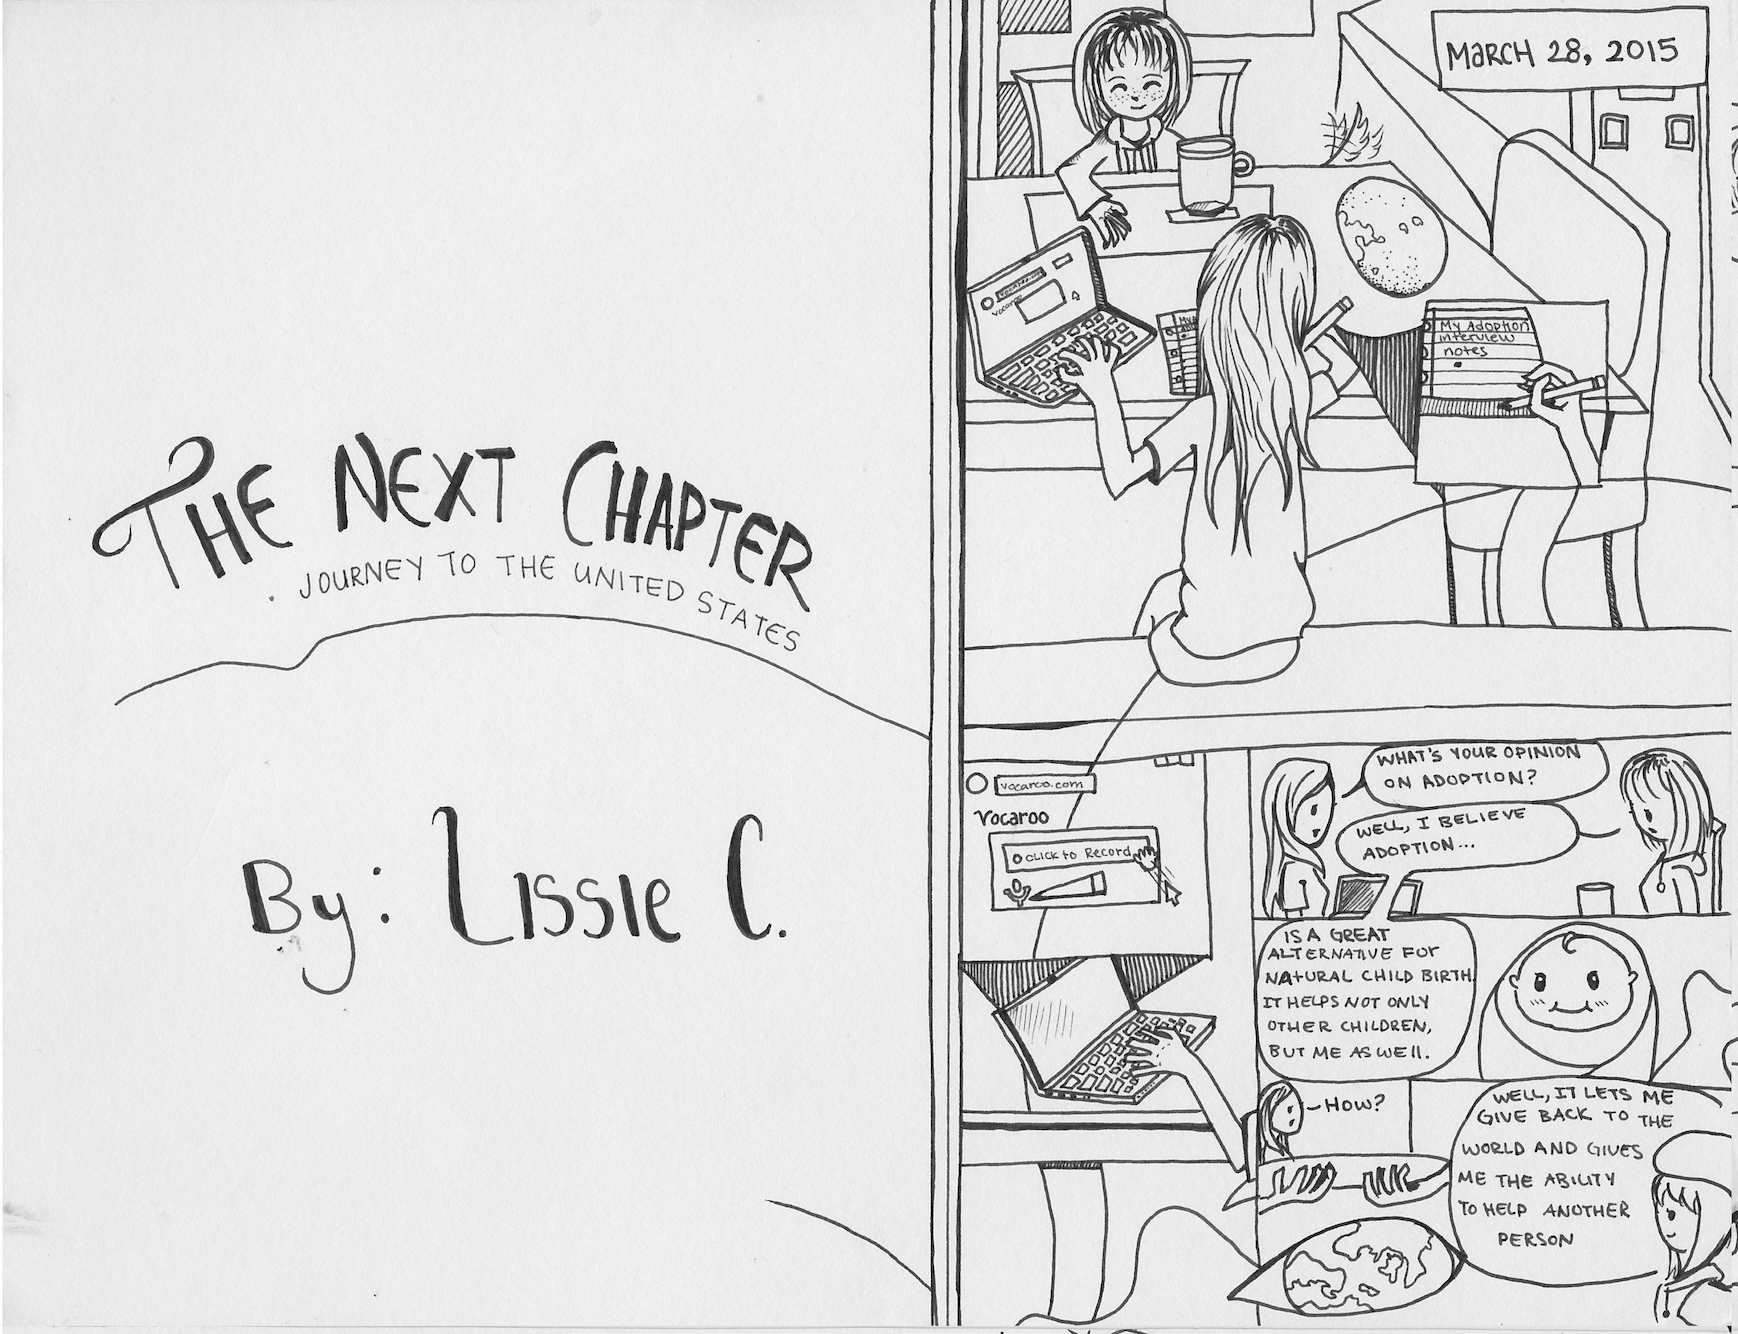 The Next Chapter
Journey to the United States
By: Lissie C.
March 28, 2015
vocaroo
My Adoption
interview
notes
vocaroo.com
Vocaroo
Click to Record
What's your opinion
on adoption?
Well, I believe
adoption...
Is a great
alternative for
natural child birth
It helps not only
other children,
but me as well.
-How?
Well, it lets me
give back to the
world and gives
me the ability
to help another
person